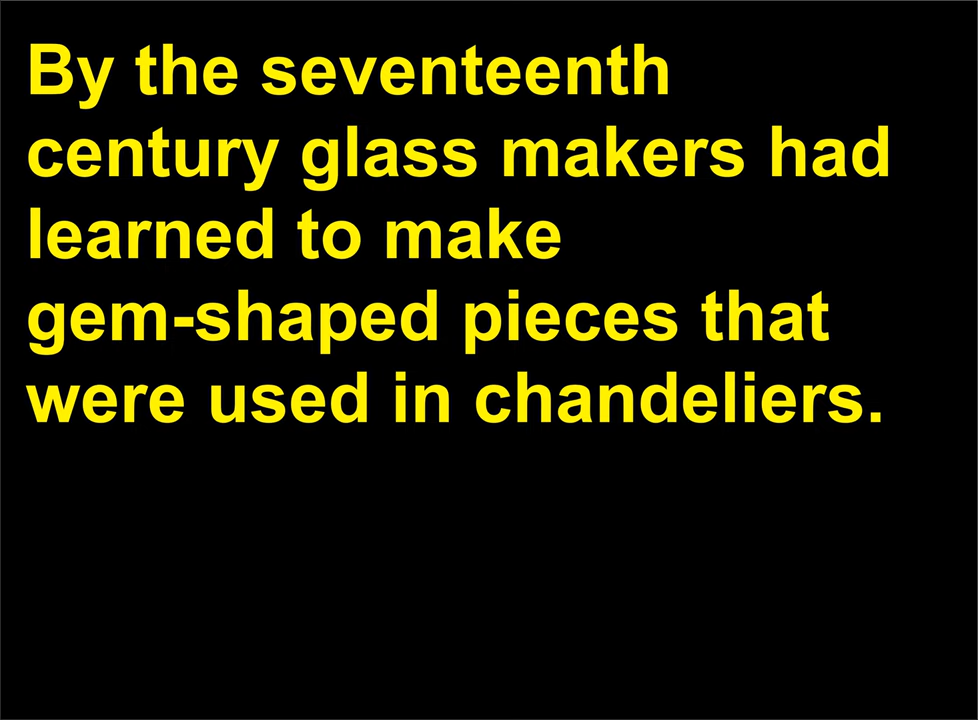 By the seventeenth
century glass makers had
learned to make
gem-shaped pieces that
were used in chandeliers.